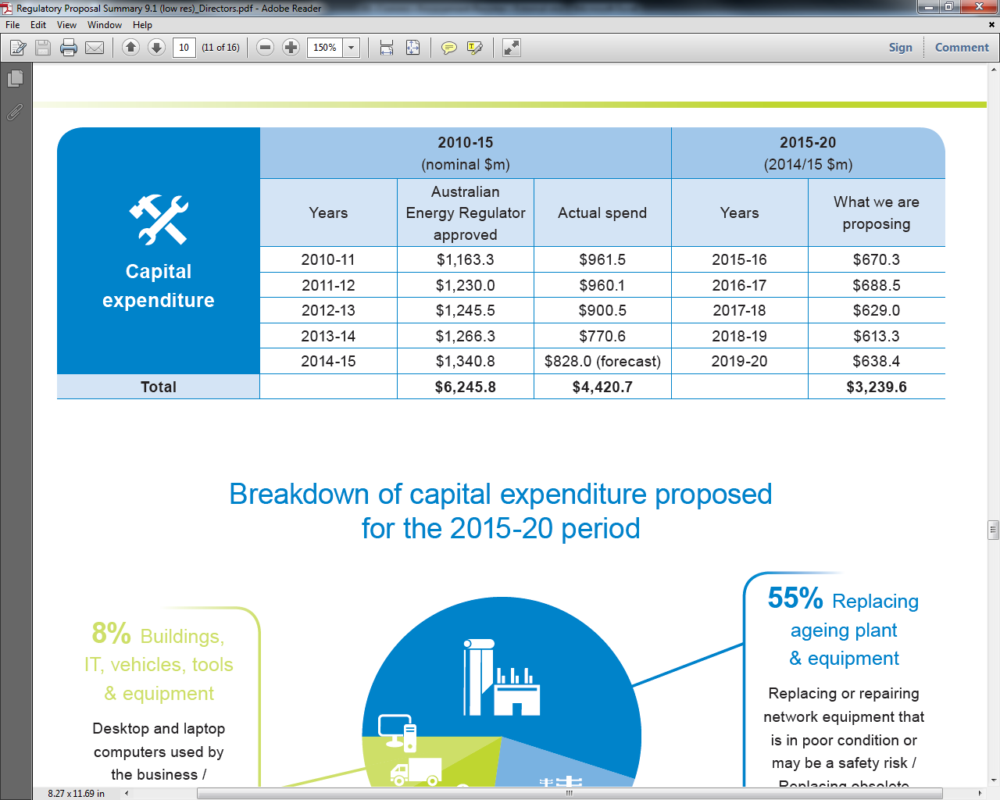 Regulatory Proposal Summary 9.1 (low res)_Directors.pdf - Adobe Reader
File Edit View Window Help
10 (11 of 16) 150% Sign Comment
2010-15 2015-20
(nominal $m) (2014/15 $m)
Years Australian Energy Regulator approved Actual spend Years What we are proposing
Capital
expenditure
2010-11 $1,163.3 $961.5 2015-16 $670.3
2011-12 $1,230.0 $960.1 2016-17 $688.5
2012-13 $1,245.5 $900.5 2017-18 $629.0
2013-14 $1,266.3 $770.6 2018-19 $613.3
2014-15 $1,340.8 $828.0 (forecast) 2019-20 $638.4
Total $6,245.8 $4,420.7 $3,239.6
Breakdown of capital expenditure proposed
for the 2015-20 period
8% Buildings,
IT, vehicles, tools
& equipment
Desktop and laptop
computers used by
the business /
55% Replacing
ageing plant
& equipment
Replacing or repairing
network equipment that
is in poor condition or
may be a safety risk /
Replacing obsolete
8.27 x 11.69 in